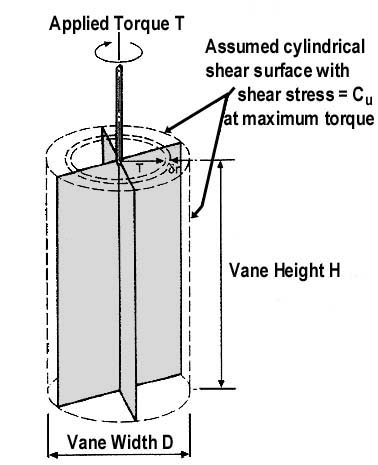 Applied Torque T
Assumed cylindrical
shear surface with
shear stress = Cu
at maximum torque
T
δr
Vane Height H
Vane Width D